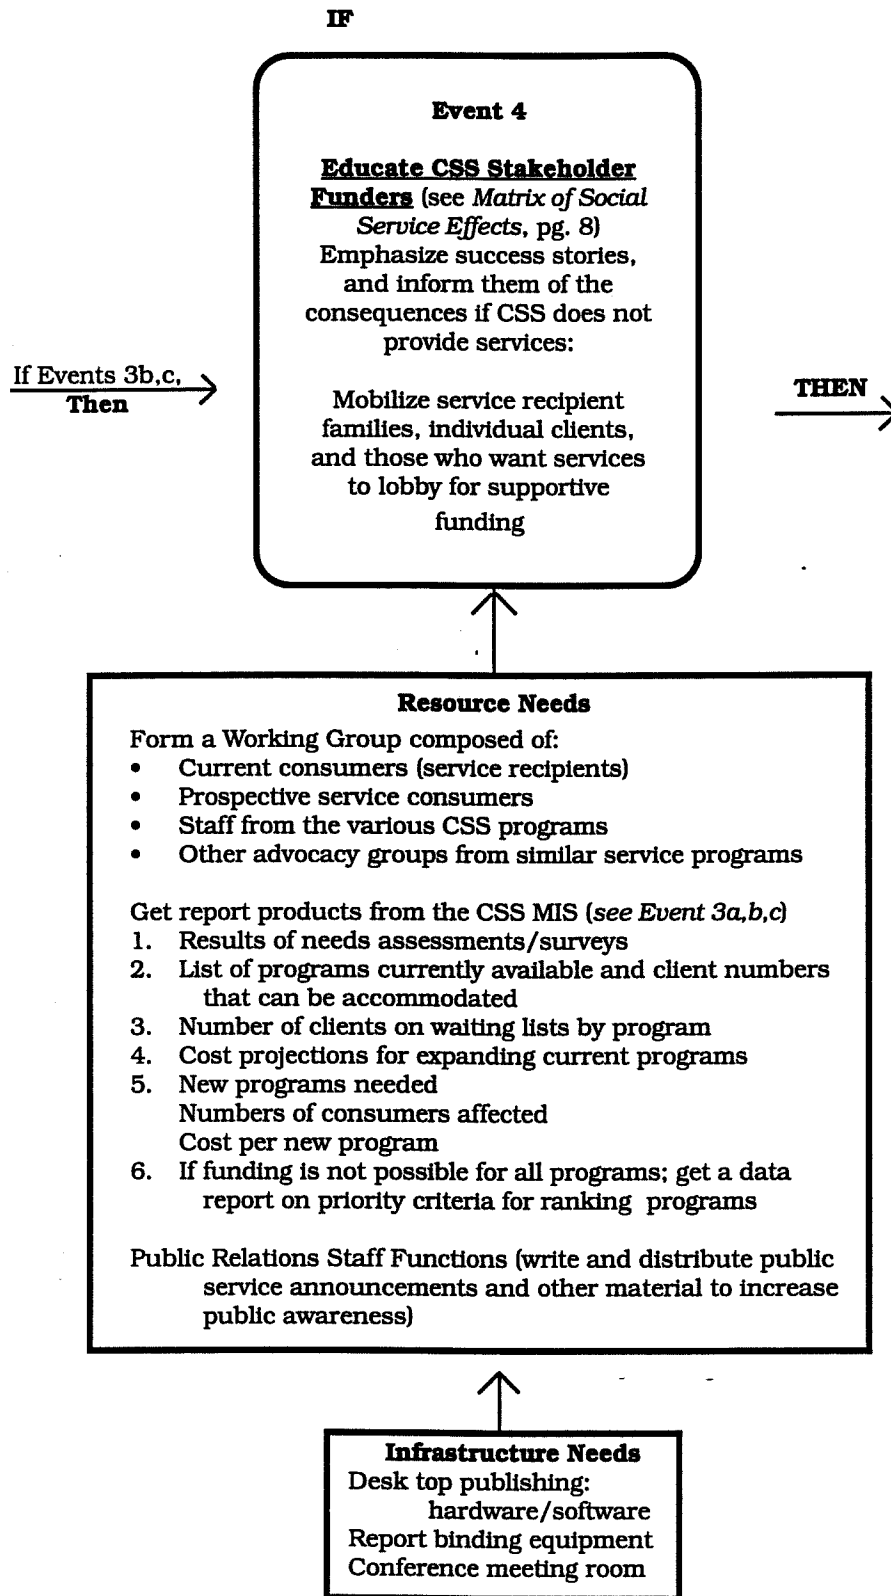 IF
Event 4
Educate CSS Stakeholder
Funders (see Matrix of Social
Service Effects, pg. 8)
Emphasize success stories,
and inform them of the
consequences if CSS does not
provide services:
If Events 3b,c,
Then
THEN
Mobilize service recipient
families, individual clients,
and those who want services
to lobby for supportive
funding
Resource Needs
Form a Working Group composed of:
• Current consumers (service recipients)
• Prospective service consumers
• Staff from the various CSS programs
• Other advocacy groups from similar service programs
Get report products from the CSS MIS (see Event 3a,b,c)
1. Results of needs assessments/surveys
2. List of programs currently available and client numbers
that can be accommodated
3. Number of clients on waiting lists by program
4. Cost projections for expanding current programs
5. New programs needed
Numbers of consumers affected
Cost per new program
6. If funding is not possible for all programs; get a data
report on priority criteria for ranking programs
Public Relations Staff Functions (write and distribute public
service announcements and other material to increase
public awareness)
Infrastructure Needs
Desk top publishing:
hardware/software
Report binding equipment
Conference meeting room